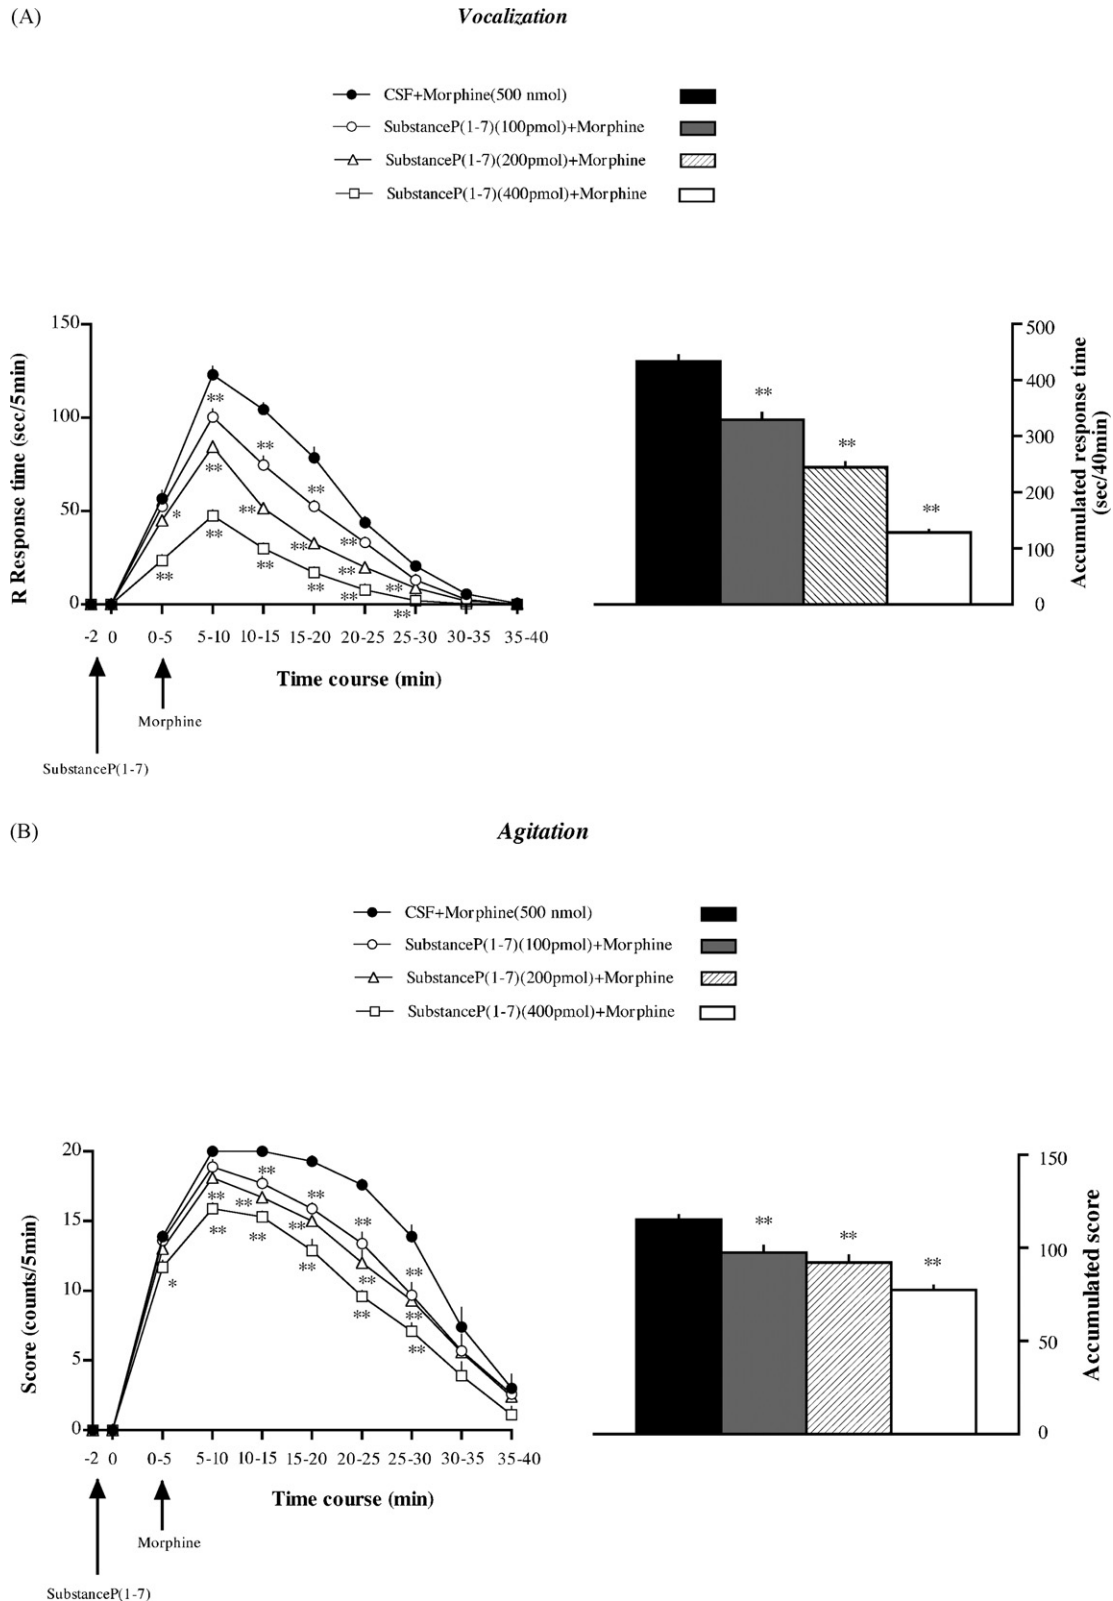 (A)
Vocalization
CSF+Morphine(500 nmol)
SubstanceP(1-7)(100pmol)+Morphine
SubstanceP(1-7)(200pmol)+Morphine
SubstanceP(1-7)(400pmol)+Morphine
R Response time (sec/5min)
150
100
50
0
**
**
**
**
*
**
**
**
**
**
**
**
**
**
**
**
**
**
-2 0 0-5 5-10 10-15 15-20 20-25 25-30 30-35 35-40
Time course (min)
Morphine
SubstanceP(1-7)
**
**
**
500
400
300
200
100
0
Accumulated response time
(sec/40min)
(B)
Agitation
CSF+Morphine(500 nmol)
SubstanceP(1-7)(100pmol)+Morphine
SubstanceP(1-7)(200pmol)+Morphine
SubstanceP(1-7)(400pmol)+Morphine
Score (counts/5min)
20
15
10
5
0
**
**
**
**
**
**
**
**
**
**
*
**
**
**
**
**
-2 0 0-5 5-10 10-15 15-20 20-25 25-30 30-35 35-40
Time course (min)
Morphine
SubstanceP(1-7)
**
**
**
150
100
50
0
Accumulated score